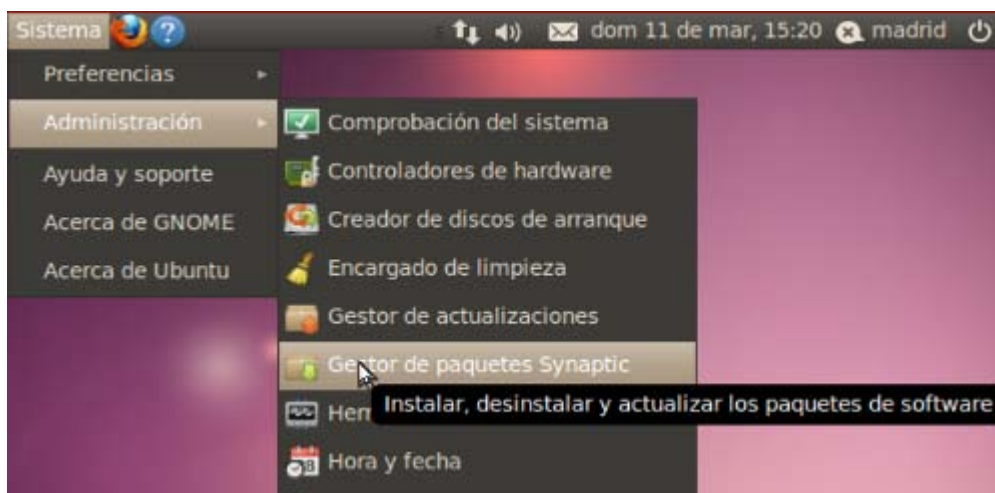 Sistema dom 11 de mar, 15:20 madrid
Preferencias
Administración
Ayuda y soporte
Acerca de GNOME
Acerca de Ubuntu
Comprobación del sistema
Controladores de hardware
Creador de discos de arranque
Encargado de limpieza
Gestor de actualizaciones
Gestor de paquetes Synaptic
Instalar, desinstalar y actualizar los paquetes de software
Hora y fecha